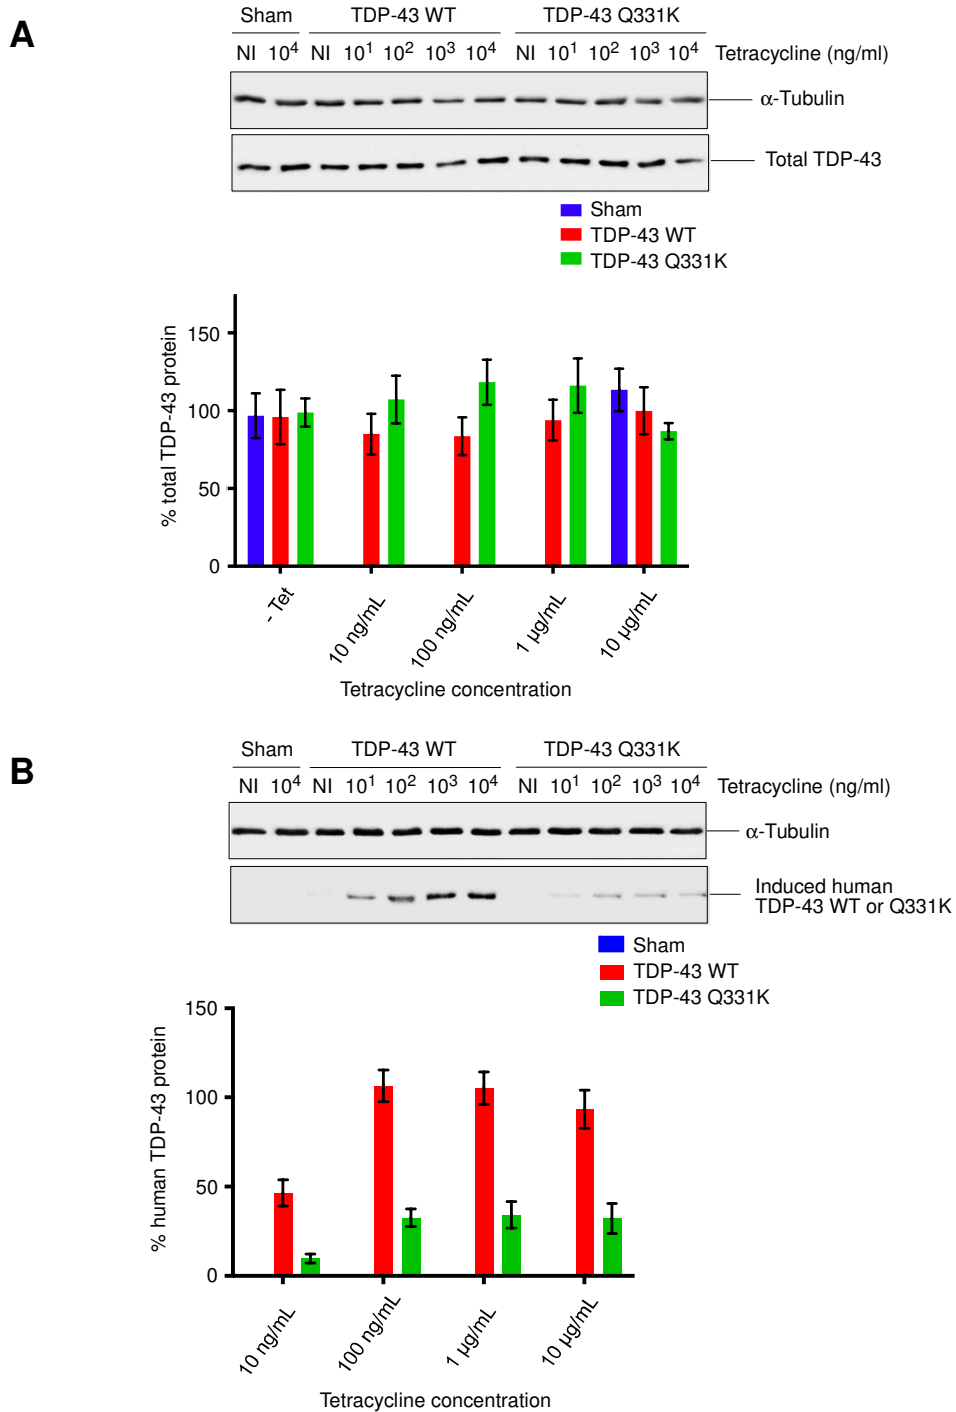 A
Sham TDP-43 WT TDP-43 Q331K
NI 10⁴ NI 10¹ 10² 10³ 10⁴ NI 10¹ 10² 10³ 10⁴ Tetracycline (ng/ml)
α-Tubulin
Total TDP-43
Sham
TDP-43 WT
TDP-43 Q331K
% total TDP-43 protein
150
100
50
0
- Tet 10 ng/mL 100 ng/mL 1 µg/mL 10 µg/mL
Tetracycline concentration
B
Sham TDP-43 WT TDP-43 Q331K
NI 10⁴ NI 10¹ 10² 10³ 10⁴ NI 10¹ 10² 10³ 10⁴ Tetracycline (ng/ml)
α-Tubulin
Induced human
TDP-43 WT or Q331K
Sham
TDP-43 WT
TDP-43 Q331K
% human TDP-43 protein
150
100
50
0
10 ng/mL 100 ng/mL 1 µg/mL 10 µg/mL
Tetracycline concentration